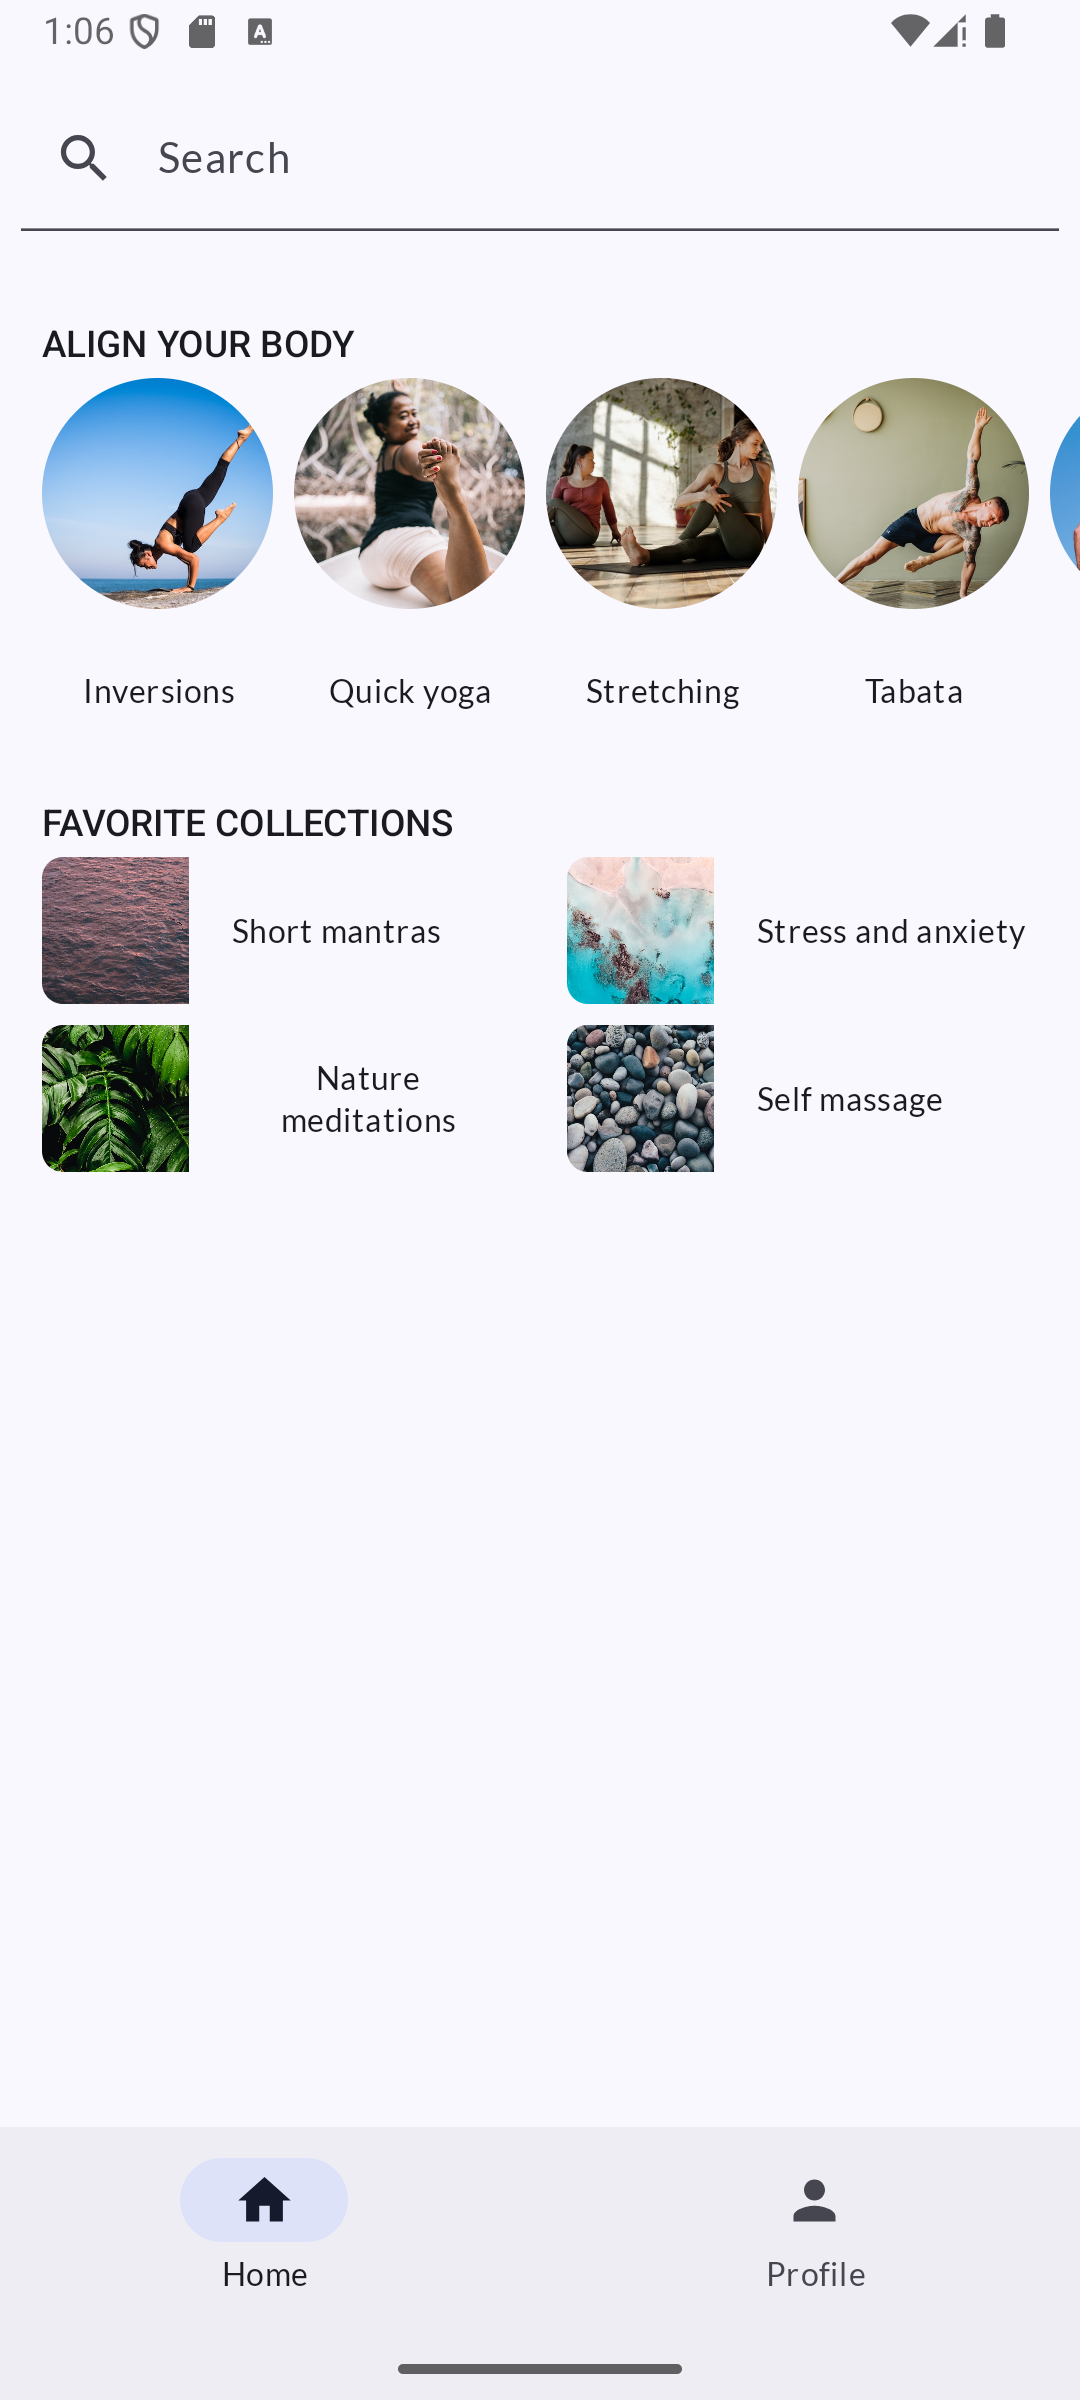 1:06
Search
ALIGN YOUR BODY
Inversions
Quick yoga
Stretching
Tabata
FAVORITE COLLECTIONS
Short mantras
Stress and anxiety
Nature
meditations
Self massage
Home
Profile